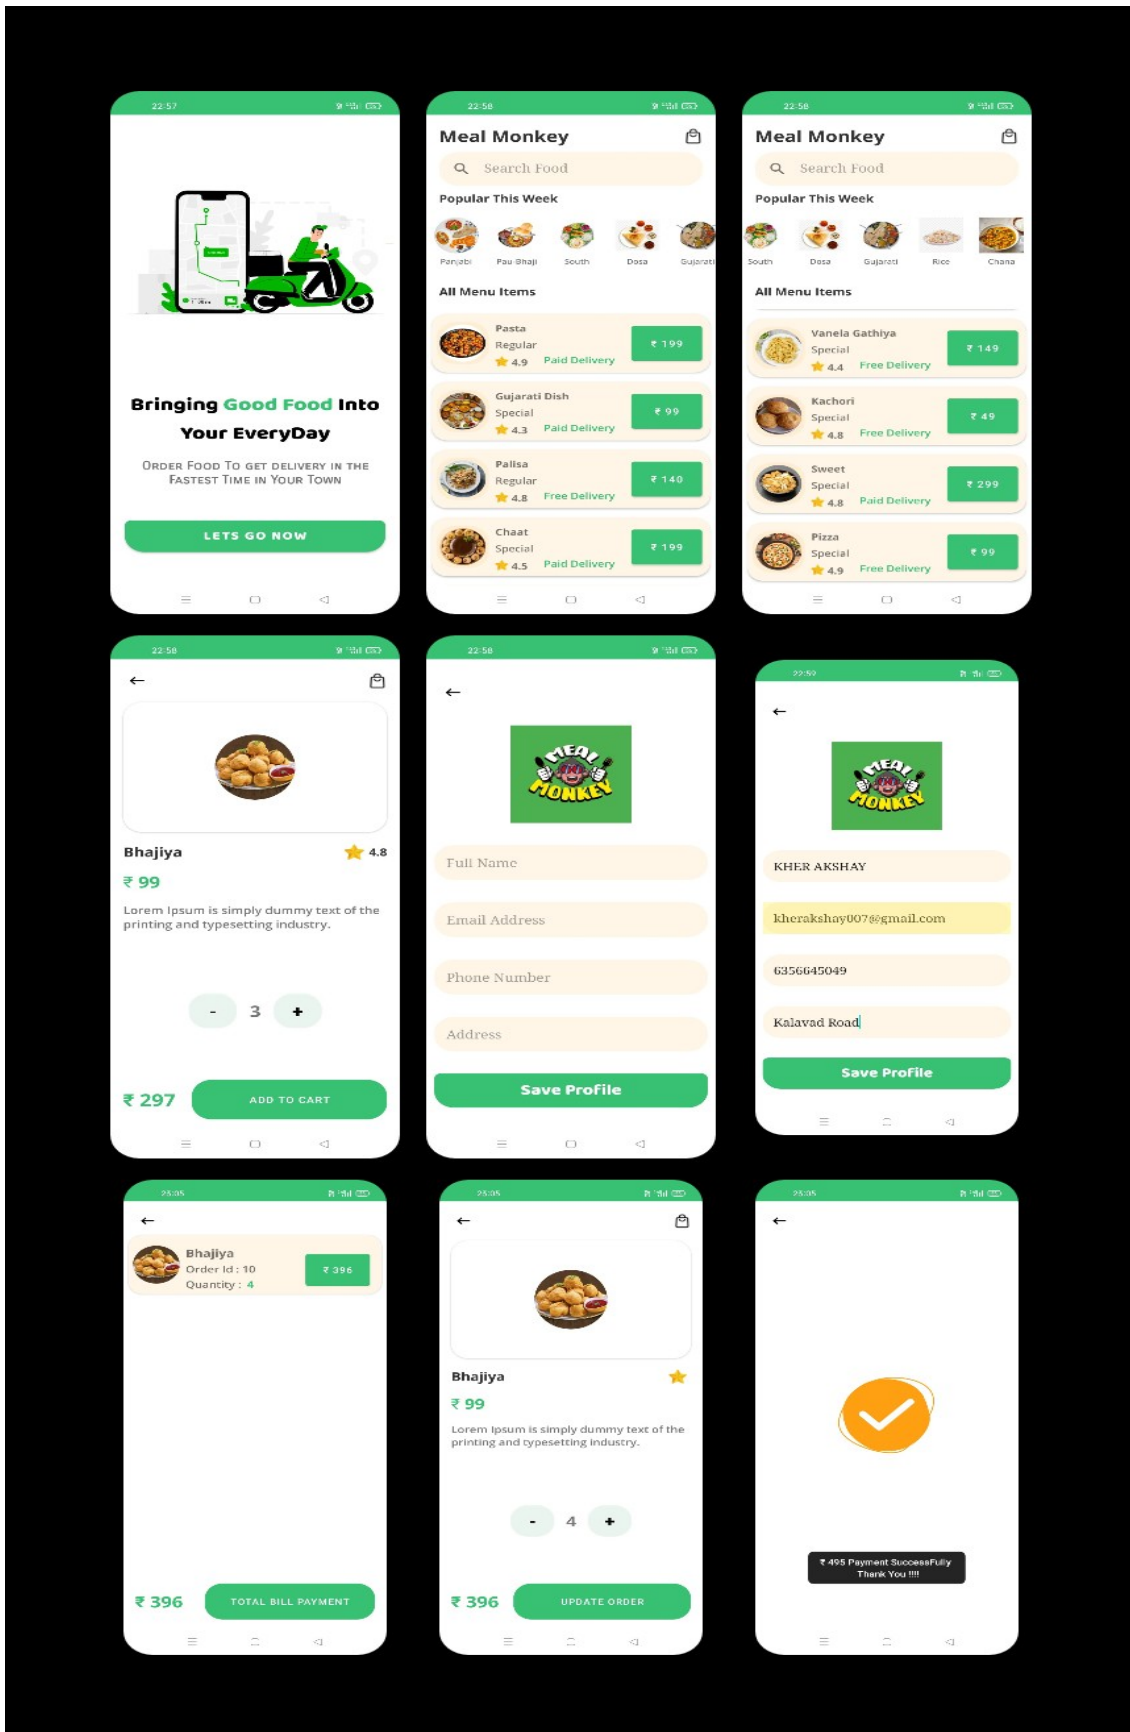 22:57
Bringing Good Food Into
Your EveryDay
ORDER FOOD TO GET DELIVERY IN THE
FASTEST TIME IN YOUR TOWN
LETS GO NOW
22:58
Meal Monkey
Search Food
Popular This Week
Panjabi Pau-Bhaji South Dosa Gujarati
All Menu Items
Pasta
Regular
4.9 Paid Delivery
₹ 199
Gujarati Dish
Special
4.3 Paid Delivery
₹ 99
Palisa
Regular
4.8 Free Delivery
₹ 140
Chaat
Special
4.5 Paid Delivery
₹ 199
22:58
Meal Monkey
Search Food
Popular This Week
South Dosa Gujarati Rice Chana
All Menu Items
Vanela Gathiya
Special
4.4 Free Delivery
₹ 149
Kachori
Special
4.8 Free Delivery
₹ 49
Sweet
Special
4.8 Paid Delivery
₹ 299
Pizza
Special
4.9 Free Delivery
₹ 99
22:58
Bhajiya
4.8
₹ 99
Lorem Ipsum is simply dummy text of the
printing and typesetting industry.
- 3 +
₹ 297
ADD TO CART
22:58
MEAL
MONKEY
Full Name
Email Address
Phone Number
Address
Save Profile
22:59
MEAL
MONKEY
KHER AKSHAY
kherakshay007@gmail.com
6356645049
Kalavad Road
Save Profile
23:05
Bhajiya
Order Id : 10
Quantity : 4
₹ 396
₹ 396
TOTAL BILL PAYMENT
23:05
Bhajiya
₹ 99
Lorem Ipsum is simply dummy text of the
printing and typesetting industry.
- 4 +
₹ 396
UPDATE ORDER
23:05
₹ 495 Payment SuccessFully
Thank You !!!!